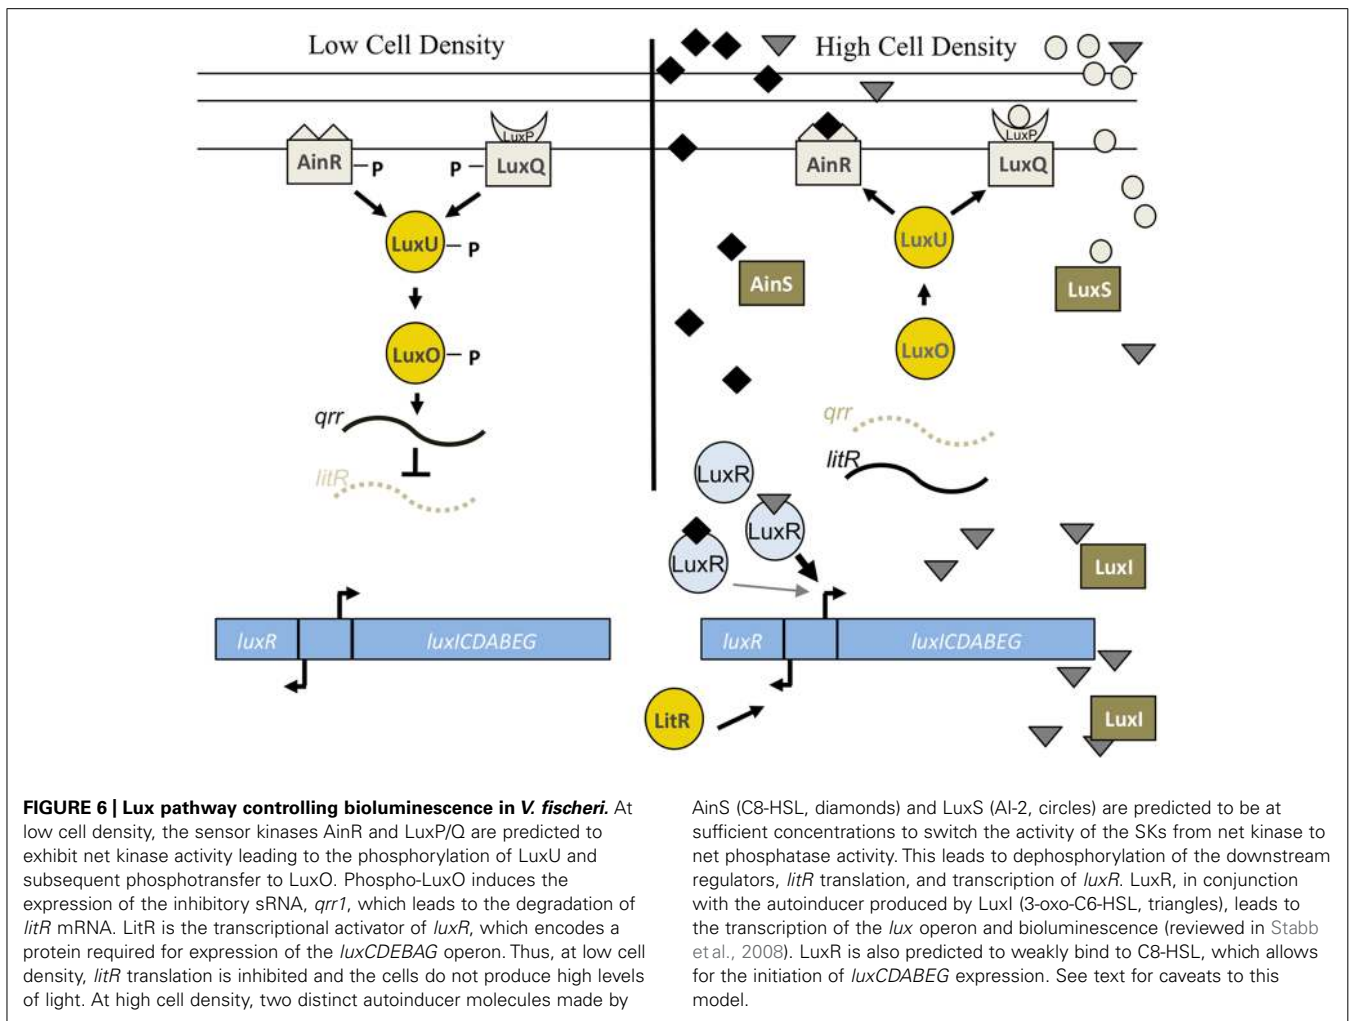 Low Cell Density
High Cell Density
LuxP
AinR
P
P
LuxQ
LuxU
P
LuxO
P
qrr
litR
luxR
luxICDABEG
LuxP
AinR
LuxQ
LuxU
AinS
LuxS
LuxO
qrr
litR
LuxR
LuxR
LuxR
LuxI
luxR
luxICDABEG
LitR
LuxI
FIGURE 6 | Lux pathway controlling bioluminescence in V. fischeri. At
low cell density, the sensor kinases AinR and LuxP/Q are predicted to
exhibit net kinase activity leading to the phosphorylation of LuxU and
subsequent phosphotransfer to LuxO. Phospho-LuxO induces the
expression of the inhibitory sRNA, qrr1, which leads to the degradation of
litR mRNA. LitR is the transcriptional activator of luxR, which encodes a
protein required for expression of the luxCDEBAG operon. Thus, at low cell
density, litR translation is inhibited and the cells do not produce high levels
of light. At high cell density, two distinct autoinducer molecules made by
AinS (C8-HSL, diamonds) and LuxS (AI-2, circles) are predicted to be at
sufficient concentrations to switch the activity of the SKs from net kinase to
net phosphatase activity. This leads to dephosphorylation of the downstream
regulators, litR translation, and transcription of luxR. LuxR, in conjunction
with the autoinducer produced by LuxI (3-oxo-C6-HSL, triangles), leads to
the transcription of the lux operon and bioluminescence (reviewed in Stabb
et al., 2008). LuxR is also predicted to weakly bind to C8-HSL, which allows
for the initiation of luxCDABEG expression. See text for caveats to this
model.